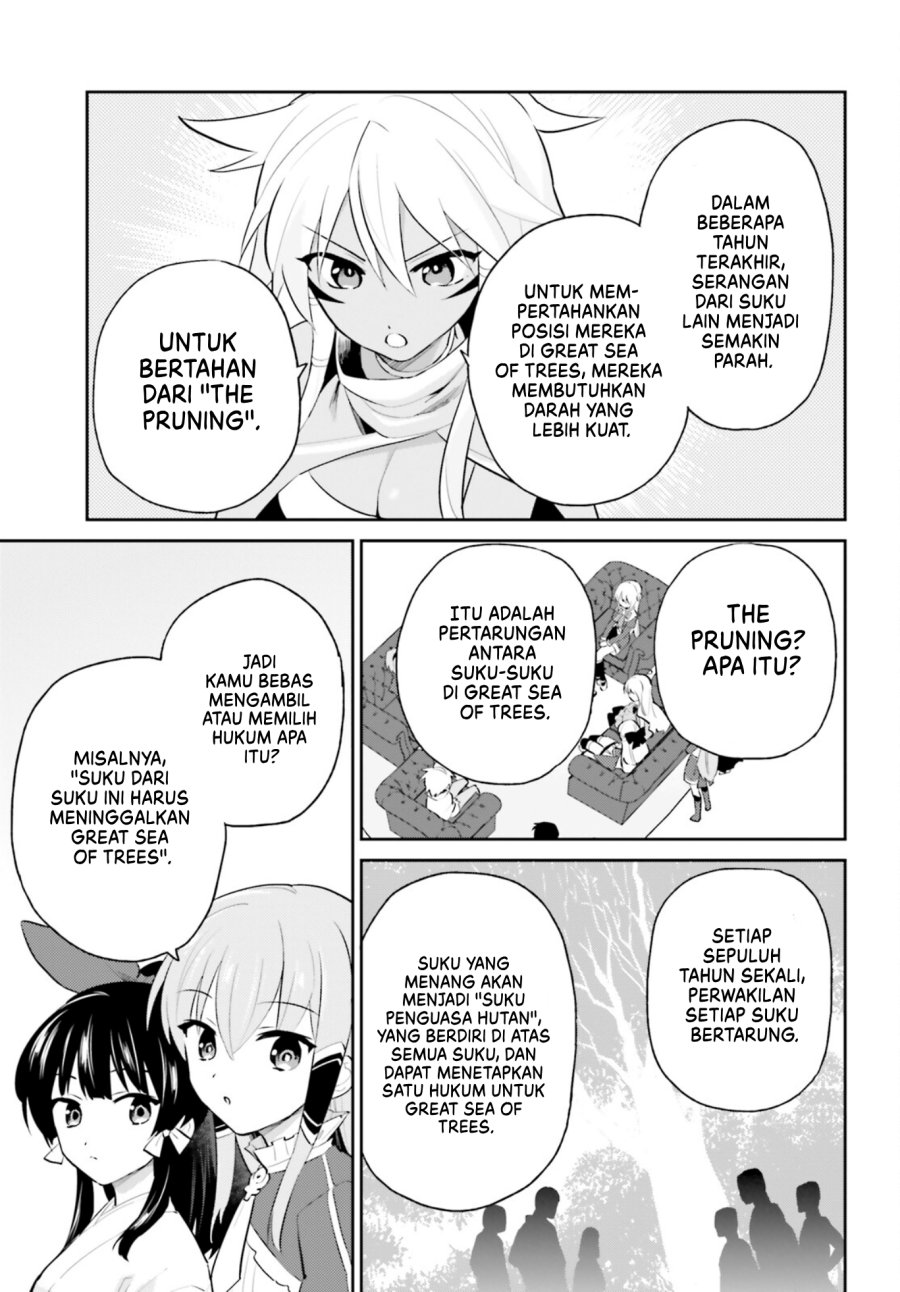 DALAM
BEBERAPA
TAHUN
TERAKHIR,
SERANGAN
DARI SUKU
LAIN MENJADI
SEMAKIN
PARAH.
UNTUK MEM-
PERTAHANKAN
POSISI MEREKA
DI GREAT SEA
OF TREES, MEREKA
MEMBUTUHKAN
DARAH YANG
LEBIH KUAT.
UNTUK
BERTAHAN
DARI "THE
PRUNING".
THE
PRUNING?
APA ITU?
ITU ADALAH
PERTARUNGAN
ANTARA
SUKU-SUKU
DI GREAT SEA
OF TREES.
SETIAP
SEPULUH
TAHUN SEKALI,
PERWAKILAN
SETIAP SUKU
BERTARUNG.
SUKU YANG
MENANG AKAN
MENJADI "SUKU
PENGUASA HUTAN",
YANG BERDIRI DI ATAS
SEMUA SUKU, DAN
DAPAT MENETAPKAN
SATU HUKUM UNTUK
GREAT SEA OF
TREES.
JADI
KAMU BEBAS
MENGAMBIL
ATAU MEMILIH
HUKUM APA
ITU?
MISALNYA,
"SUKU DARI
SUKU INI HARUS
MENINGGALKAN
GREAT SEA
OF TREES".